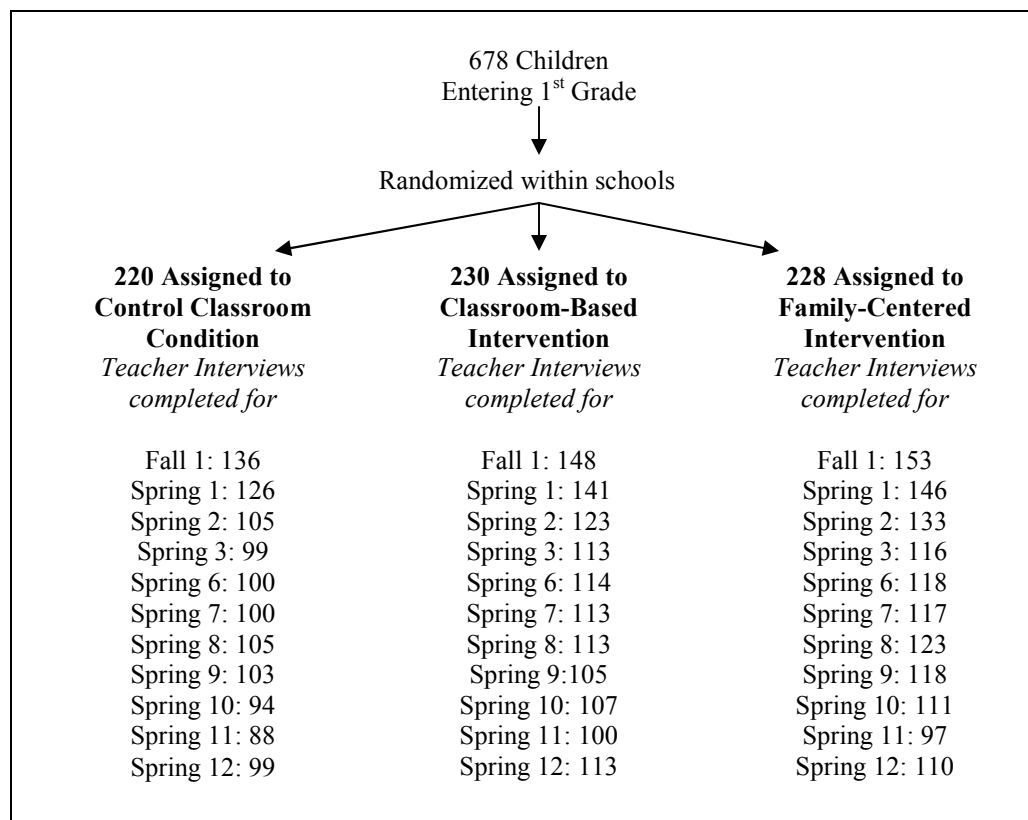 678 Children
Entering 1st Grade
Randomized within schools
220 Assigned to
Control Classroom
Condition
Teacher Interviews
completed for
Fall 1: 136
Spring 1: 126
Spring 2: 105
Spring 3: 99
Spring 6: 100
Spring 7: 100
Spring 8: 105
Spring 9: 103
Spring 10: 94
Spring 11: 88
Spring 12: 99
230 Assigned to
Classroom-Based
Intervention
Teacher Interviews
completed for
Fall 1: 148
Spring 1: 141
Spring 2: 123
Spring 3: 113
Spring 6: 114
Spring 7: 113
Spring 8: 113
Spring 9:105
Spring 10: 107
Spring 11: 100
Spring 12: 113
228 Assigned to
Family-Centered
Intervention
Teacher Interviews
completed for
Fall 1: 153
Spring 1: 146
Spring 2: 133
Spring 3: 116
Spring 6: 118
Spring 7: 117
Spring 8: 123
Spring 9: 118
Spring 10: 111
Spring 11: 97
Spring 12: 110